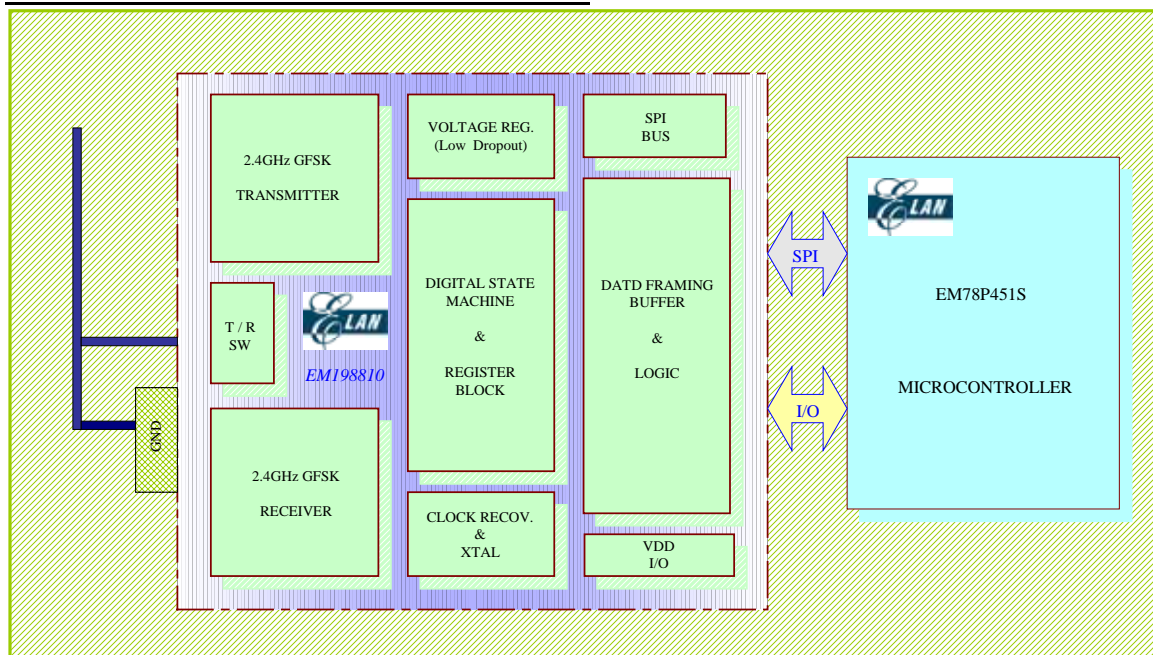 2.4GHz GFSK
TRANSMITTER
VOLTAGE REG.
(Low Dropout)
SPI
BUS
T / R
SW
ELAN
EM198810
DIGITAL STATE
MACHINE
&
REGISTER
BLOCK
DATD FRAMING
BUFFER
&
LOGIC
GND
2.4GHz GFSK
RECEIVER
CLOCK RECOV.
&
XTAL
VDD
I/O
SPI
I/O
ELAN
EM78P451S
MICROCONTROLLER